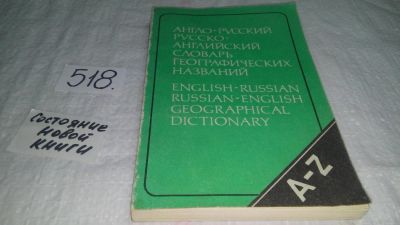 518.
Состояние
новой
книги
АНГЛО-РУССКИЙ
РУССКО-
АНГЛИЙСКИЙ
СЛОВАРЬ
ГЕОГРАФИЧЕСКИХ
НАЗВАНИЙ
ENGLISH-RUSSIAN
RUSSIAN-ENGLISH
GEOGRAPHICAL
DICTIONARY
A-Z